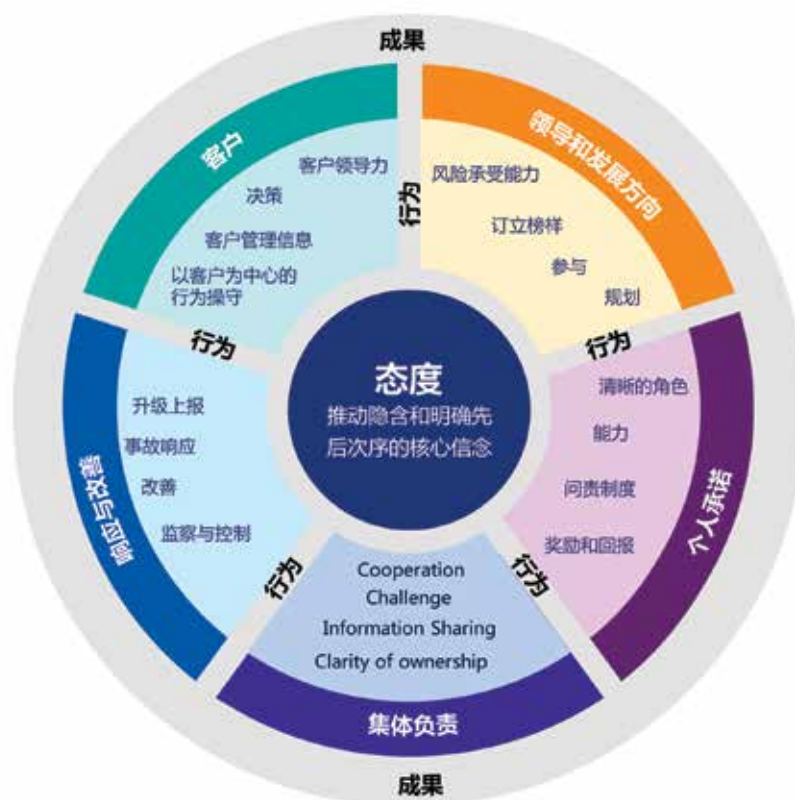 成果
客户
客户领导力
决策
客户管理信息
以客户为中心的
行为操守
行为
领导和发展方向
风险承受能力
订立榜样
参与
规划
行为
个人承诺
清晰的角色
能力
问责制度
奖励和回报
行为
集体负责
Cooperation
Challenge
Information Sharing
Clarity of ownership
行为
响应与改善
升级上报
事故响应
改善
监察与控制
行为
态度
推动隐含和明确先
后次序的核心信念
成果